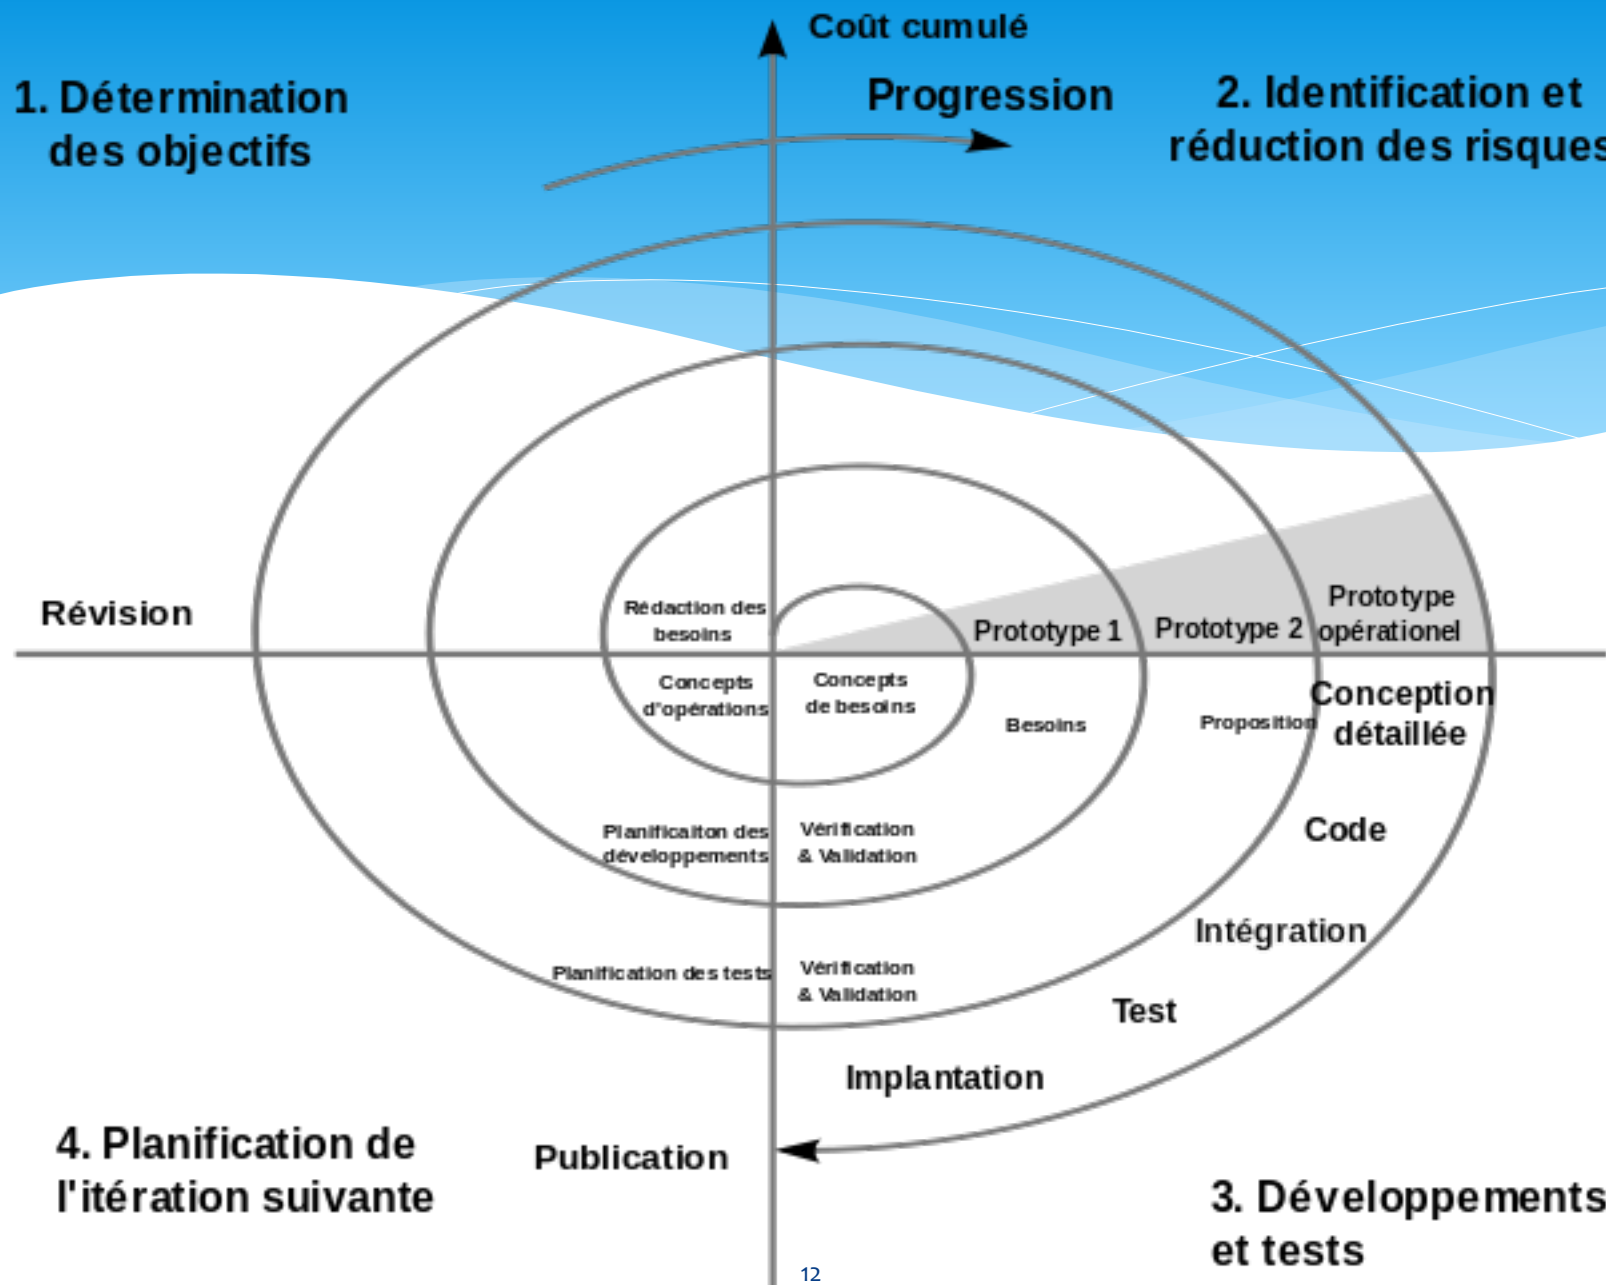 Coût cumulé
1. Détermination
des objectifs
Progression
2. Identification et
réduction des risques
Révision
Rédaction des
besoins
Prototype 1
Prototype 2
Prototype
opérationel
Concepts
d'opérations
Concepts
de besoins
Besoins
Proposition
Conception
détaillée
Planificaiton des
développements
Vérification
& Validation
Code
Intégration
Planification des tests
Vérification
& Validation
Test
Implantation
4. Planification de
l'itération suivante
Publication
3. Développements
et tests
12